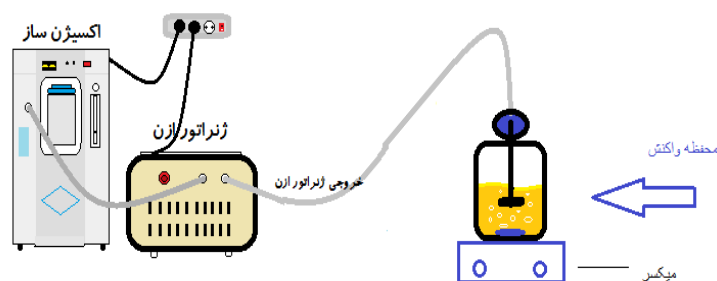 اکسیژن ساز
ژنراتور ازن
خروجی ژنراتور ازن
محفظه واکنش
میکسر